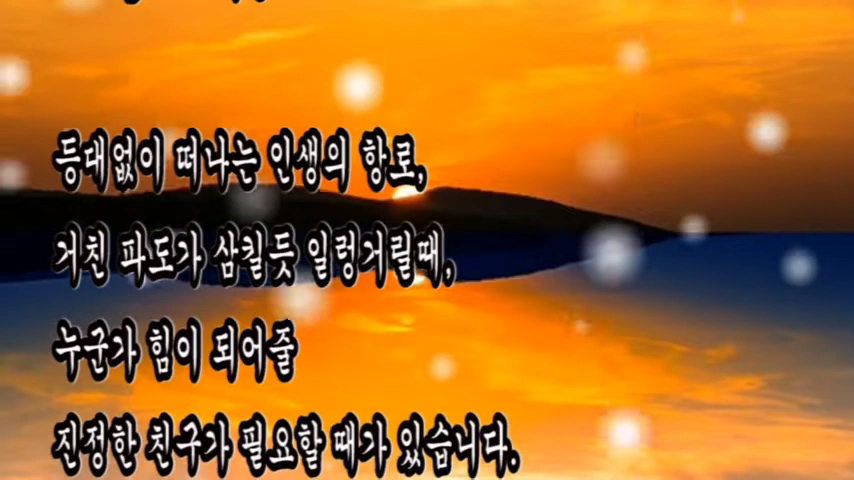 등대없이 떠나는 인생의 항로,
거친 파도가 삼킬듯 일렁거릴때,
누군가 힘이 되어줄
진정한 친구가 필요할 때가 있습니다.